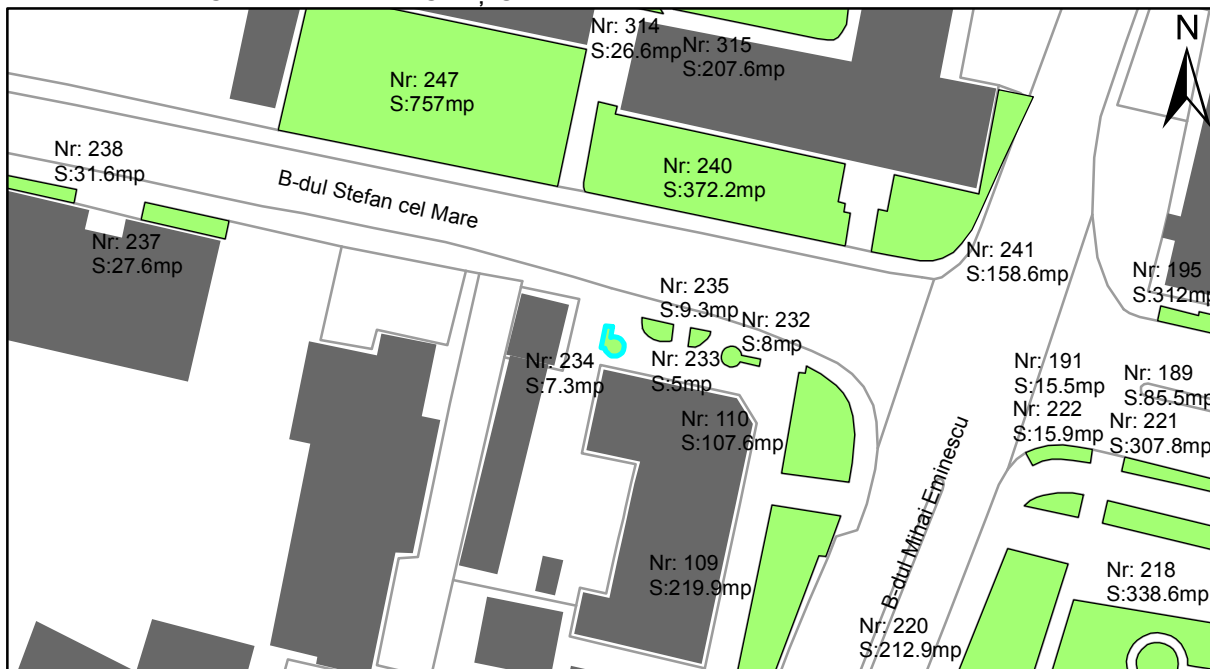 Nr: 314
S:26.6mp
Nr: 315
S:207.6mp
N
Nr: 247
S:757mp
Nr: 238
S:31.6mp
Nr: 240
S:372.2mp
B-dul Stefan cel Mare
Nr: 237
S:27.6mp
Nr: 241
S:158.6mp
Nr: 195
S:312mp
Nr: 235
S:9.3mp
Nr: 232
S:8mp
Nr: 234
S:7.3mp
Nr: 233
S:5mp
Nr: 191
S:15.5mp
Nr: 189
S:85.5mp
Nr: 110
S:107.6mp
Nr: 222
S:15.9mp
Nr: 221
S:307.8mp
B-dul Mihai Eminescu
Nr: 109
S:219.9mp
Nr: 218
S:338.6mp
Nr: 220
S:212.9mp